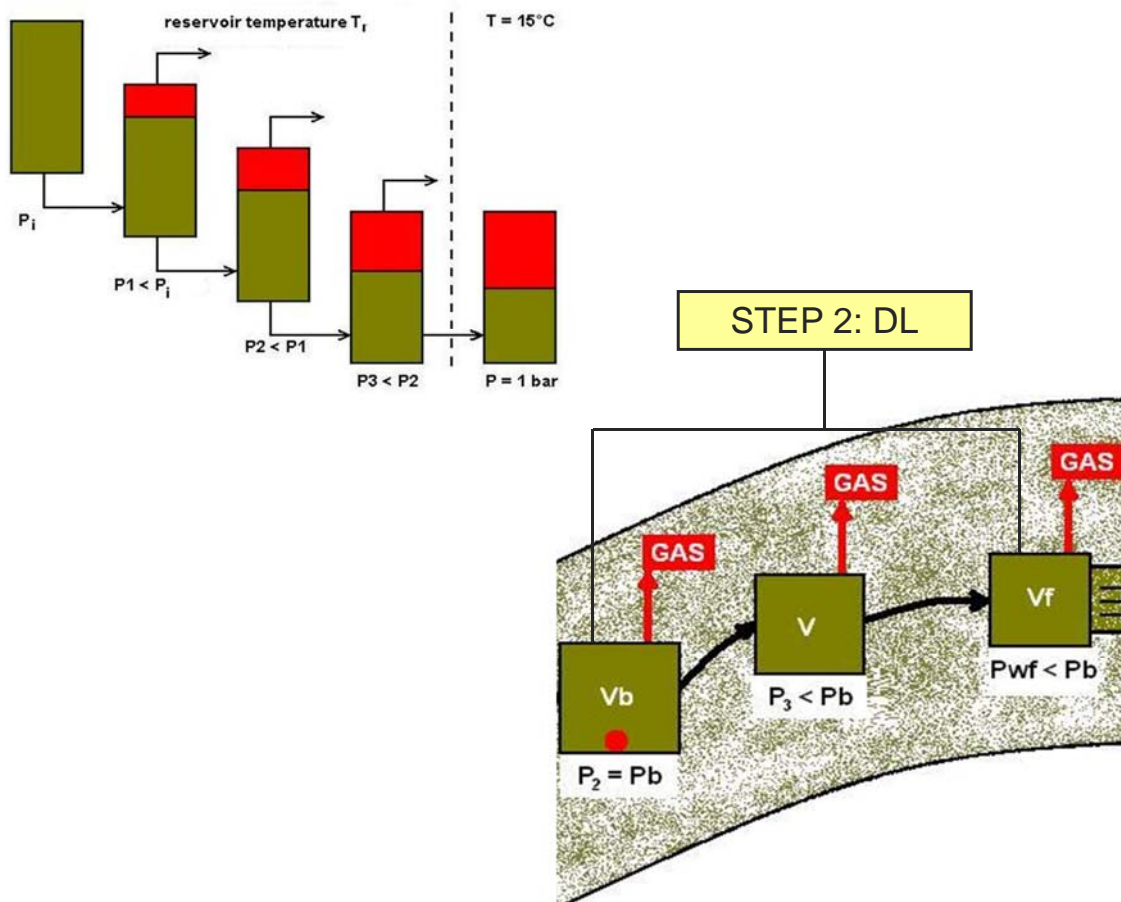 reservoir temperature Tr
T = 15°C
Pi
P1 < Pi
P2 < P1
P3 < P2
P = 1 bar
STEP 2: DL
GAS
GAS
GAS
Vb
V
Vf
P2 = Pb
P3 < Pb
Pwf < Pb